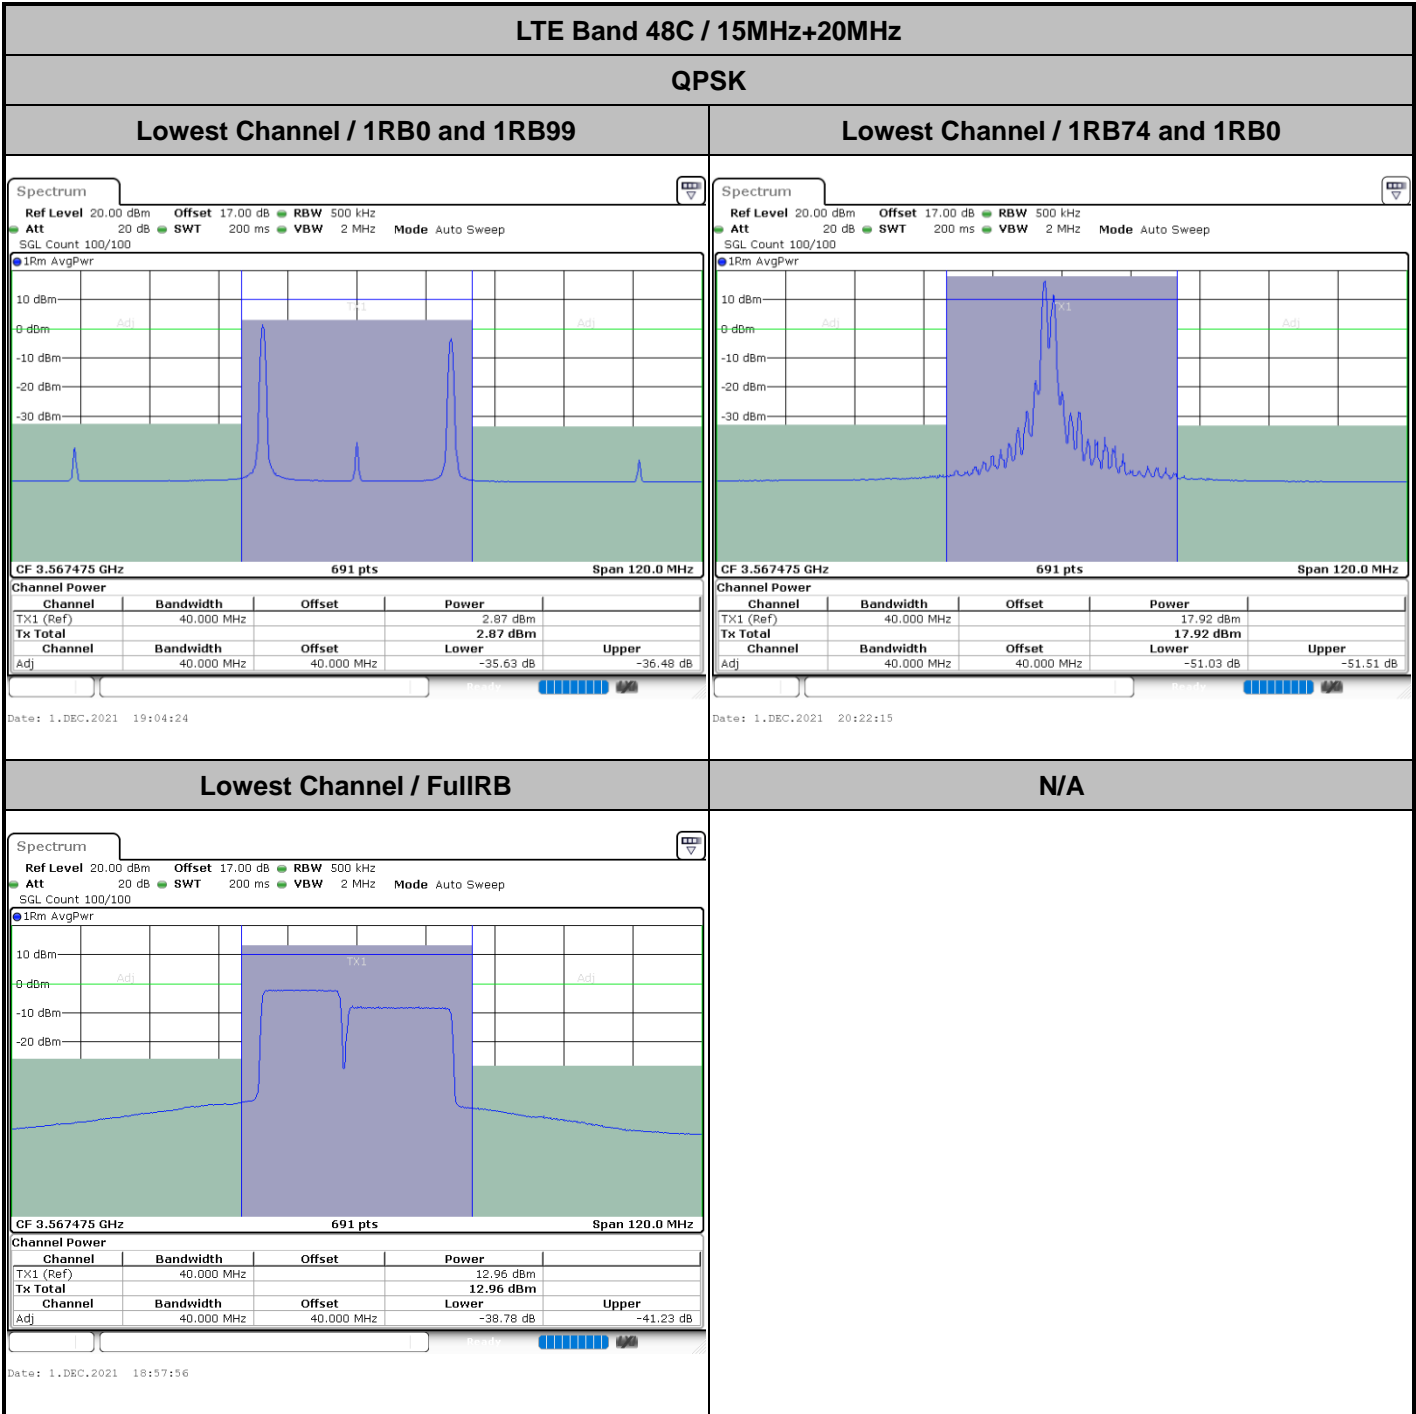 LTE Band 48C / 15MHz+20MHz
QPSK
Lowest Channel / 1RB0 and 1RB99
Lowest Channel / 1RB74 and 1RB0
Spectrum
Ref Level 20.00 dBm Offset 17.00 dB RBW 500 kHz
Att 20 dB SWT 200 ms VBW 2 MHz Mode Auto Sweep
SGL Count 100/100
1Rm AvgPwr
TX1
10 dBm
Adj
Adj
0 dBm
-10 dBm
-20 dBm
-30 dBm
CF 3.567475 GHz 691 pts Span 120.0 MHz
Channel Power
Channel Bandwidth Offset Power
TX1 (Ref) 40.000 MHz 2.87 dBm
Tx Total 2.87 dBm
Channel Bandwidth Offset Lower Upper
Adj 40.000 MHz 40.000 MHz -35.63 dB -36.48 dB
Ready
Date: 1.DEC.2021 19:04:24
Spectrum
Ref Level 20.00 dBm Offset 17.00 dB RBW 500 kHz
Att 20 dB SWT 200 ms VBW 2 MHz Mode Auto Sweep
SGL Count 100/100
1Rm AvgPwr
10 dBm
TX1
Adj
Adj
0 dBm
-10 dBm
-20 dBm
-30 dBm
CF 3.567475 GHz 691 pts Span 120.0 MHz
Channel Power
Channel Bandwidth Offset Power
TX1 (Ref) 40.000 MHz 17.92 dBm
Tx Total 17.92 dBm
Channel Bandwidth Offset Lower Upper
Adj 40.000 MHz 40.000 MHz -51.03 dB -51.51 dB
Ready
Date: 1.DEC.2021 20:22:15
Lowest Channel / FullRB
N/A
Spectrum
Ref Level 20.00 dBm Offset 17.00 dB RBW 500 kHz
Att 20 dB SWT 200 ms VBW 2 MHz Mode Auto Sweep
SGL Count 100/100
1Rm AvgPwr
10 dBm
TX1
Adj
Adj
0 dBm
-10 dBm
-20 dBm
CF 3.567475 GHz 691 pts Span 120.0 MHz
Channel Power
Channel Bandwidth Offset Power
TX1 (Ref) 40.000 MHz 12.96 dBm
Tx Total 12.96 dBm
Channel Bandwidth Offset Lower Upper
Adj 40.000 MHz 40.000 MHz -38.78 dB -41.23 dB
Ready
Date: 1.DEC.2021 18:57:56